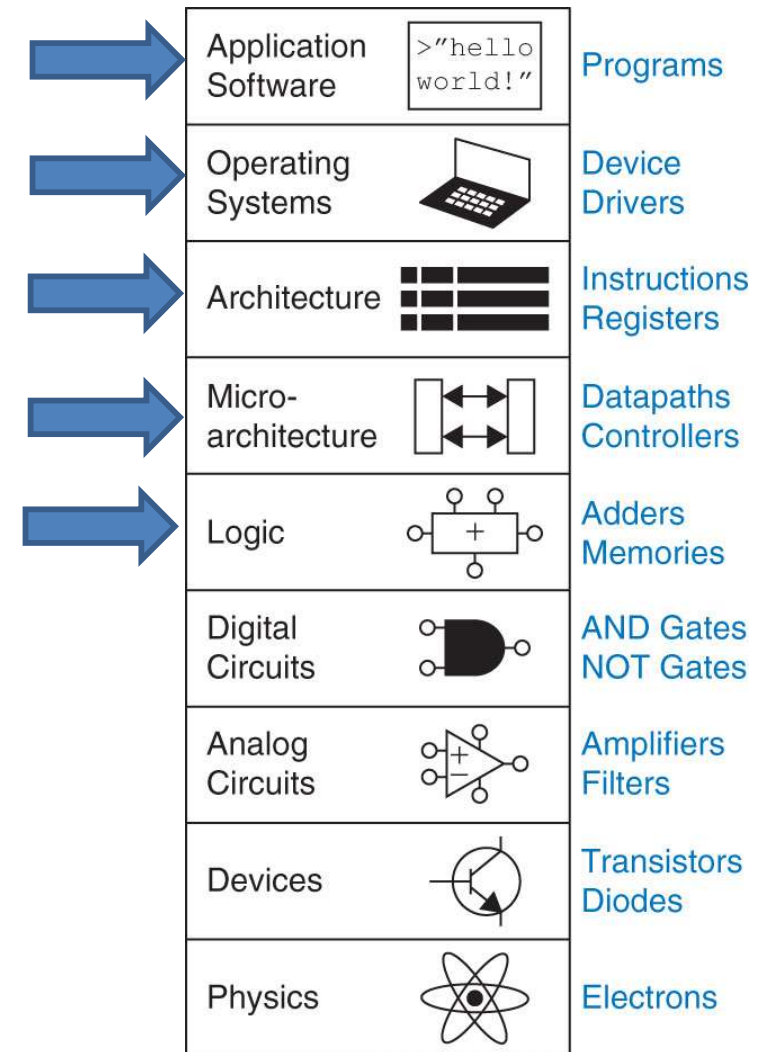 Application
Software
>"hello
world!"
Programs
Operating
Systems
Device
Drivers
Architecture
Instructions
Registers
Micro-
architecture
Datapaths
Controllers
Logic
+
Adders
Memories
Digital
Circuits
AND Gates
NOT Gates
Analog
Circuits
+
−
Amplifiers
Filters
Devices
Transistors
Diodes
Physics
Electrons